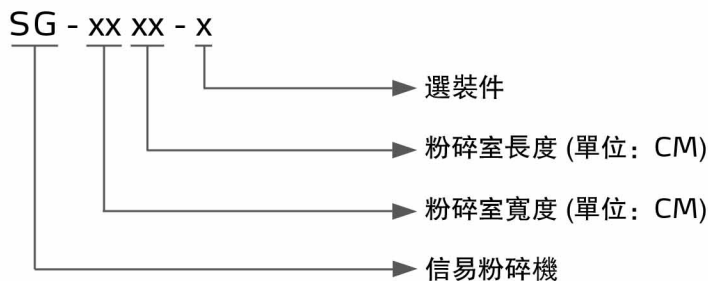 SG - xx xx - x
選裝件
粉碎室長度 (單位：CM)
粉碎室寬度 (單位：CM)
信易粉碎機